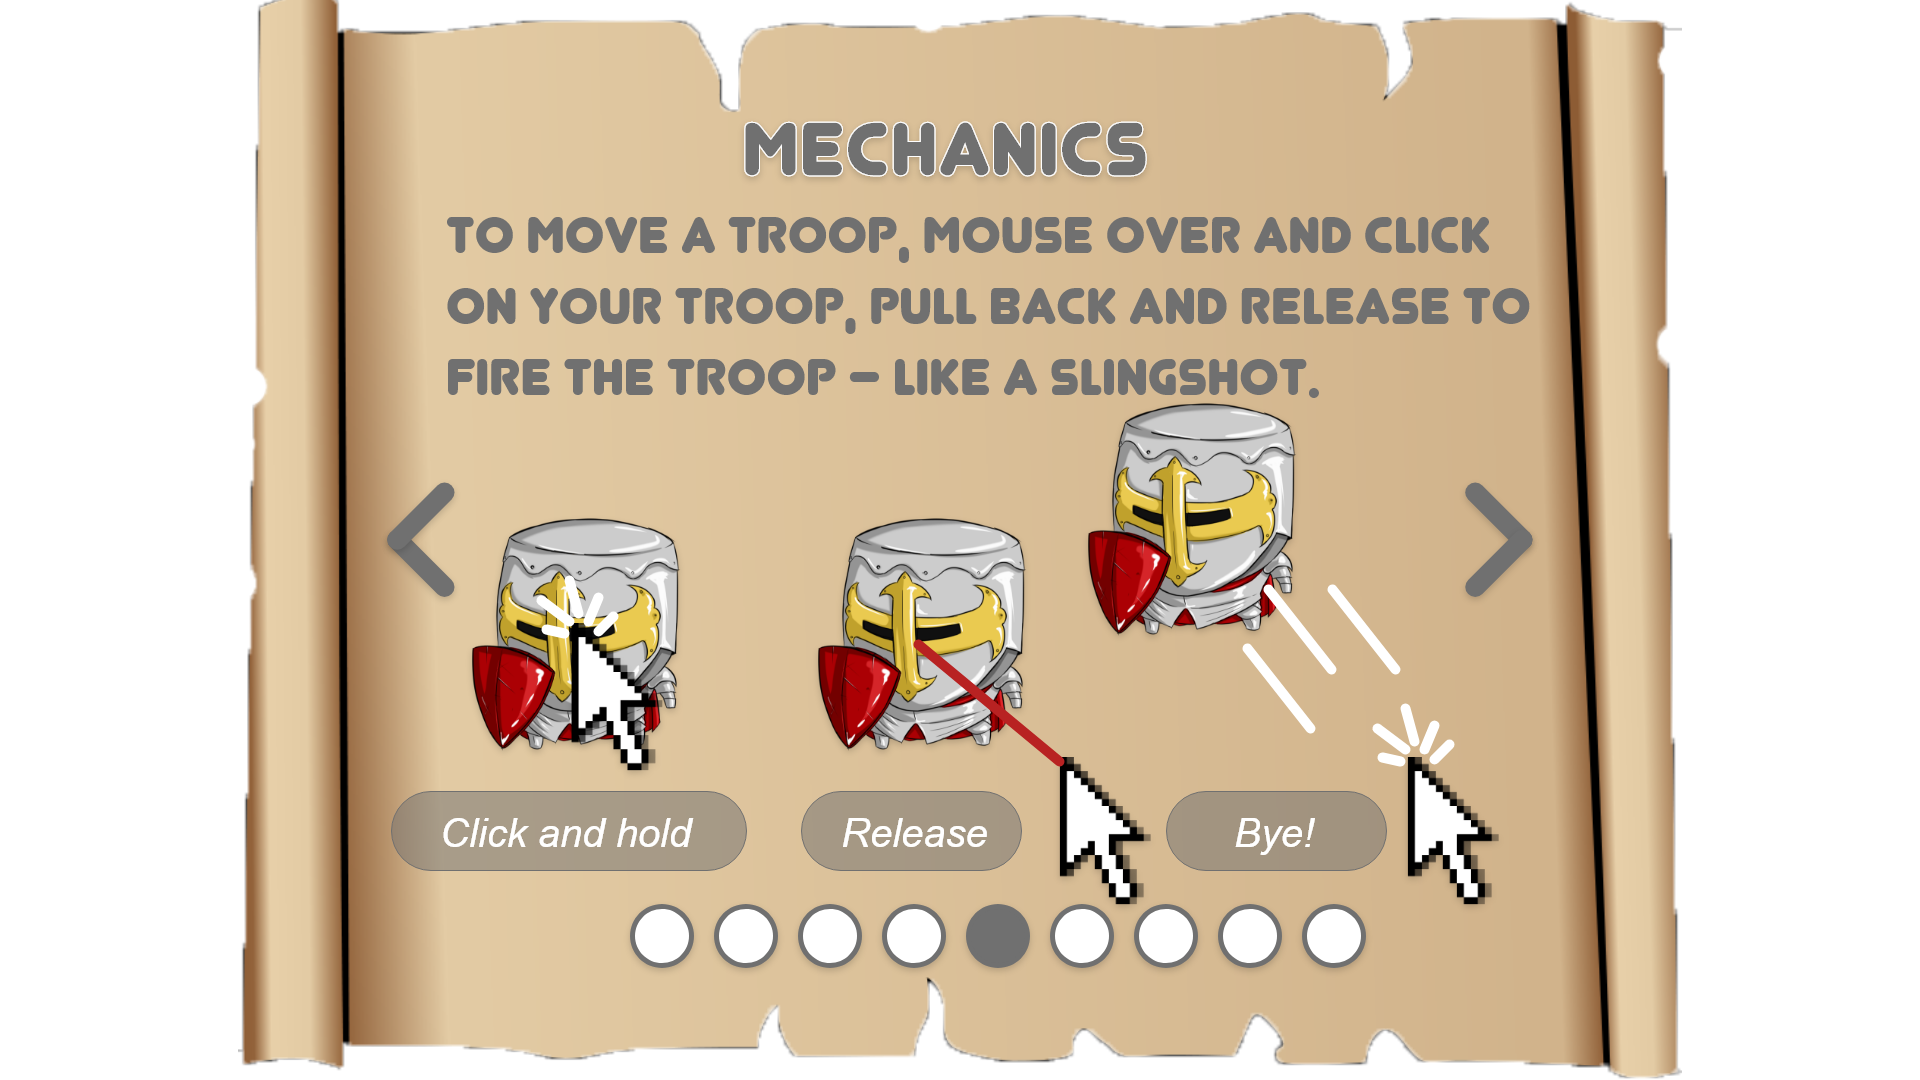 MECHANICS
TO MOVE A TROOP, MOUSE OVER AND CLICK
ON YOUR TROOP, PULL BACK AND RELEASE TO
FIRE THE TROOP – LIKE A SLINGSHOT.
Click and hold
Release
Bye!